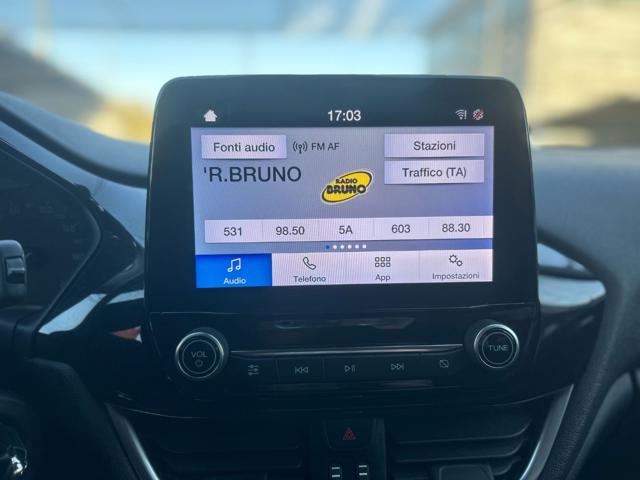 17:03
Fonti audio
FM AF
Stazioni
'R.BRUNO
RADIO
BRUNO
Traffico (TA)
531 98.50 5A 603 88.30
Audio Telefono App Impostazioni
VOL
TUNE